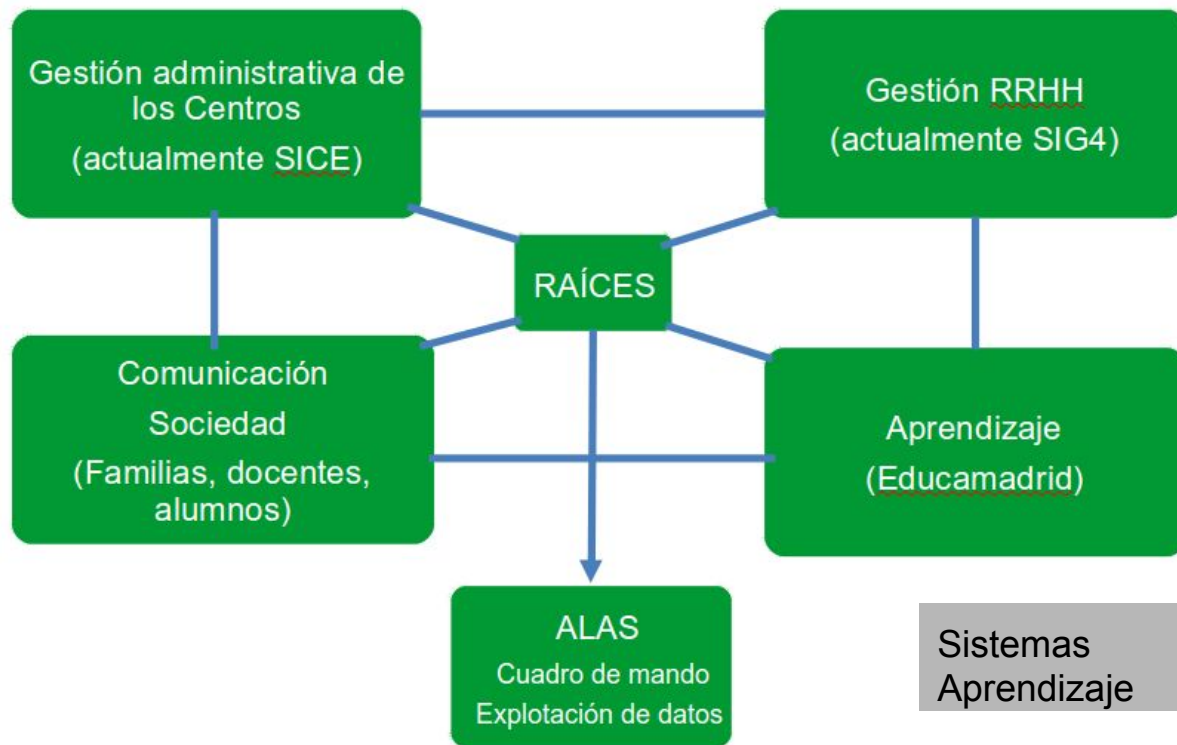 Gestión administrativa de
los Centros
(actualmente SICE)
Gestión RRHH
(actualmente SIG4)
RAÍCES
Comunicación
Sociedad
(Familias, docentes,
alumnos)
Aprendizaje
(Educamadrid)
ALAS
Cuadro de mando
Explotación de datos
Sistemas
Aprendizaje